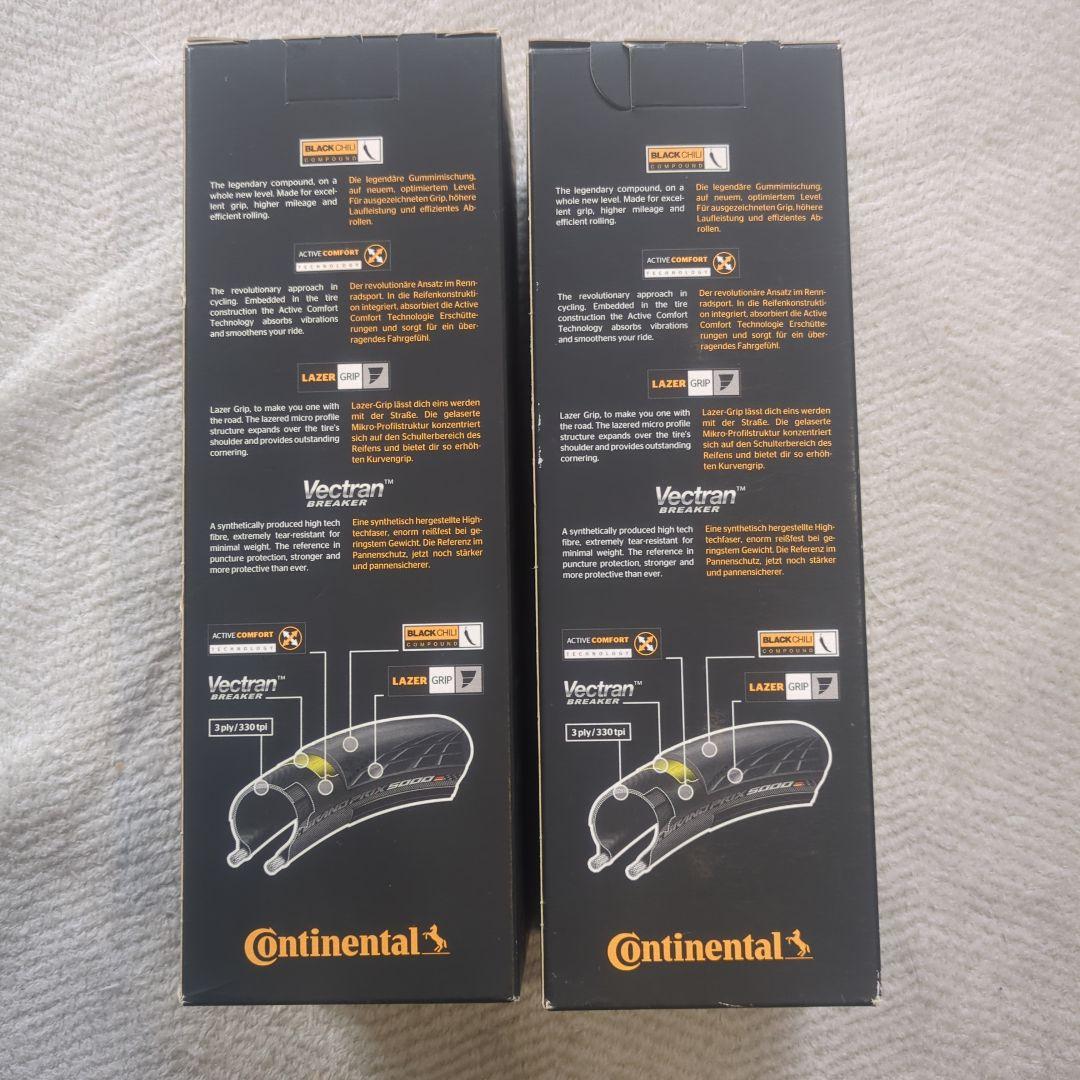 BLACK CHILI
COMPOUND
The legendary compound, on a
whole new level. Made for excel-
lent grip, higher mileage and
efficient rolling.
Die legendäre Gummimischung,
auf neuem, optimiertem Level.
Für ausgezeichneten Grip, höhere
Laufleistung und effizientes Ab-
rollen.
ACTIVE COMFORT
TECHNOLOGY
The revolutionary approach in
cycling. Embedded in the tire
construction the Active Comfort
Technology absorbs vibrations
and smoothens your ride.
Der revolutionäre Ansatz im Renn-
radsport. In die Reifenkonstrukti-
on integriert, absorbiert die Active
Comfort Technologie Erschütte-
rungen und sorgt für ein über-
ragendes Fahrgefühl.
LAZER GRIP
Lazer Grip, to make you one with
the road. The lazered micro profile
structure expands over the tire's
shoulder and provides outstanding
cornering.
Lazer-Grip lässt dich eins werden
mit der Straße. Die gelaserte
Mikro-Profilstruktur konzentriert
sich auf den Schulterbereich des
Reifens und bietet dir so erhöh-
ten Kurvengrip.
Vectran™
BREAKER
A synthetically produced high tech
fibre, extremely tear-resistant for
minimal weight. The reference in
puncture protection, stronger and
more protective than ever.
Eine synthetisch hergestellte High-
techfaser, enorm reißfest bei ge-
ringstem Gewicht. Die Referenz im
Pannenschutz, jetzt noch stärker
und pannensicherer.
ACTIVE COMFORT
TECHNOLOGY
BLACK CHILI
COMPOUND
Vectran™
BREAKER
LAZER GRIP
3 ply / 330 tpi
GRAND PRIX 5000
Continental
BLACK CHILI
COMPOUND
The legendary compound, on a
whole new level. Made for excel-
lent grip, higher mileage and
efficient rolling.
Die legendäre Gummimischung,
auf neuem, optimiertem Level.
Für ausgezeichneten Grip, höhere
Laufleistung und effizientes Ab-
rollen.
ACTIVE COMFORT
TECHNOLOGY
The revolutionary approach in
cycling. Embedded in the tire
construction the Active Comfort
Technology absorbs vibrations
and smoothens your ride.
Der revolutionäre Ansatz im Renn-
radsport. In die Reifenkonstrukti-
on integriert, absorbiert die Active
Comfort Technologie Erschütte-
rungen und sorgt für ein über-
ragendes Fahrgefühl.
LAZER GRIP
Lazer Grip, to make you one with
the road. The lazered micro profile
structure expands over the tire's
shoulder and provides outstanding
cornering.
Lazer-Grip lässt dich eins werden
mit der Straße. Die gelaserte
Mikro-Profilstruktur konzentriert
sich auf den Schulterbereich des
Reifens und bietet dir so erhöh-
ten Kurvengrip.
Vectran™
BREAKER
A synthetically produced high tech
fibre, extremely tear-resistant for
minimal weight. The reference in
puncture protection, stronger and
more protective than ever.
Eine synthetisch hergestellte High-
techfaser, enorm reißfest bei ge-
ringstem Gewicht. Die Referenz im
Pannenschutz, jetzt noch stärker
und pannensicherer.
ACTIVE COMFORT
TECHNOLOGY
BLACK CHILI
COMPOUND
Vectran™
BREAKER
LAZER GRIP
3 ply / 330 tpi
GRAND PRIX 5000
Continental